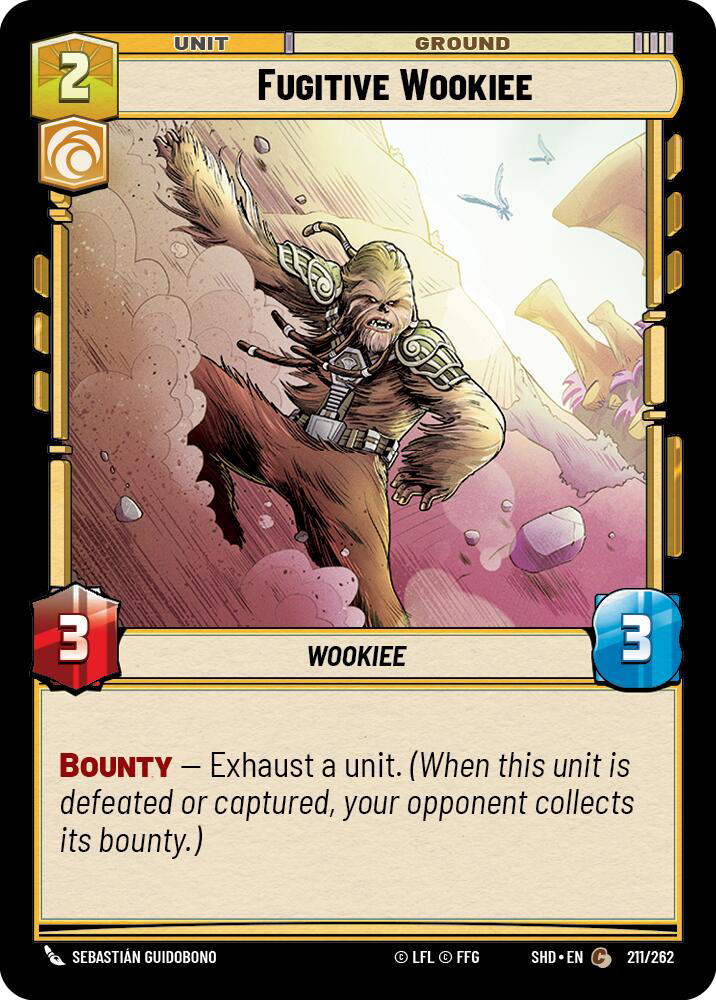 UNIT
GROUND
2
FUGITIVE WOOKIEE
3
WOOKIEE
3
BOUNTY — Exhaust a unit. (When this unit is
defeated or captured, your opponent collects
its bounty.)
SEBASTIÁN GUIDOBONO
© LFL © FFG
SHD • EN C 211/262